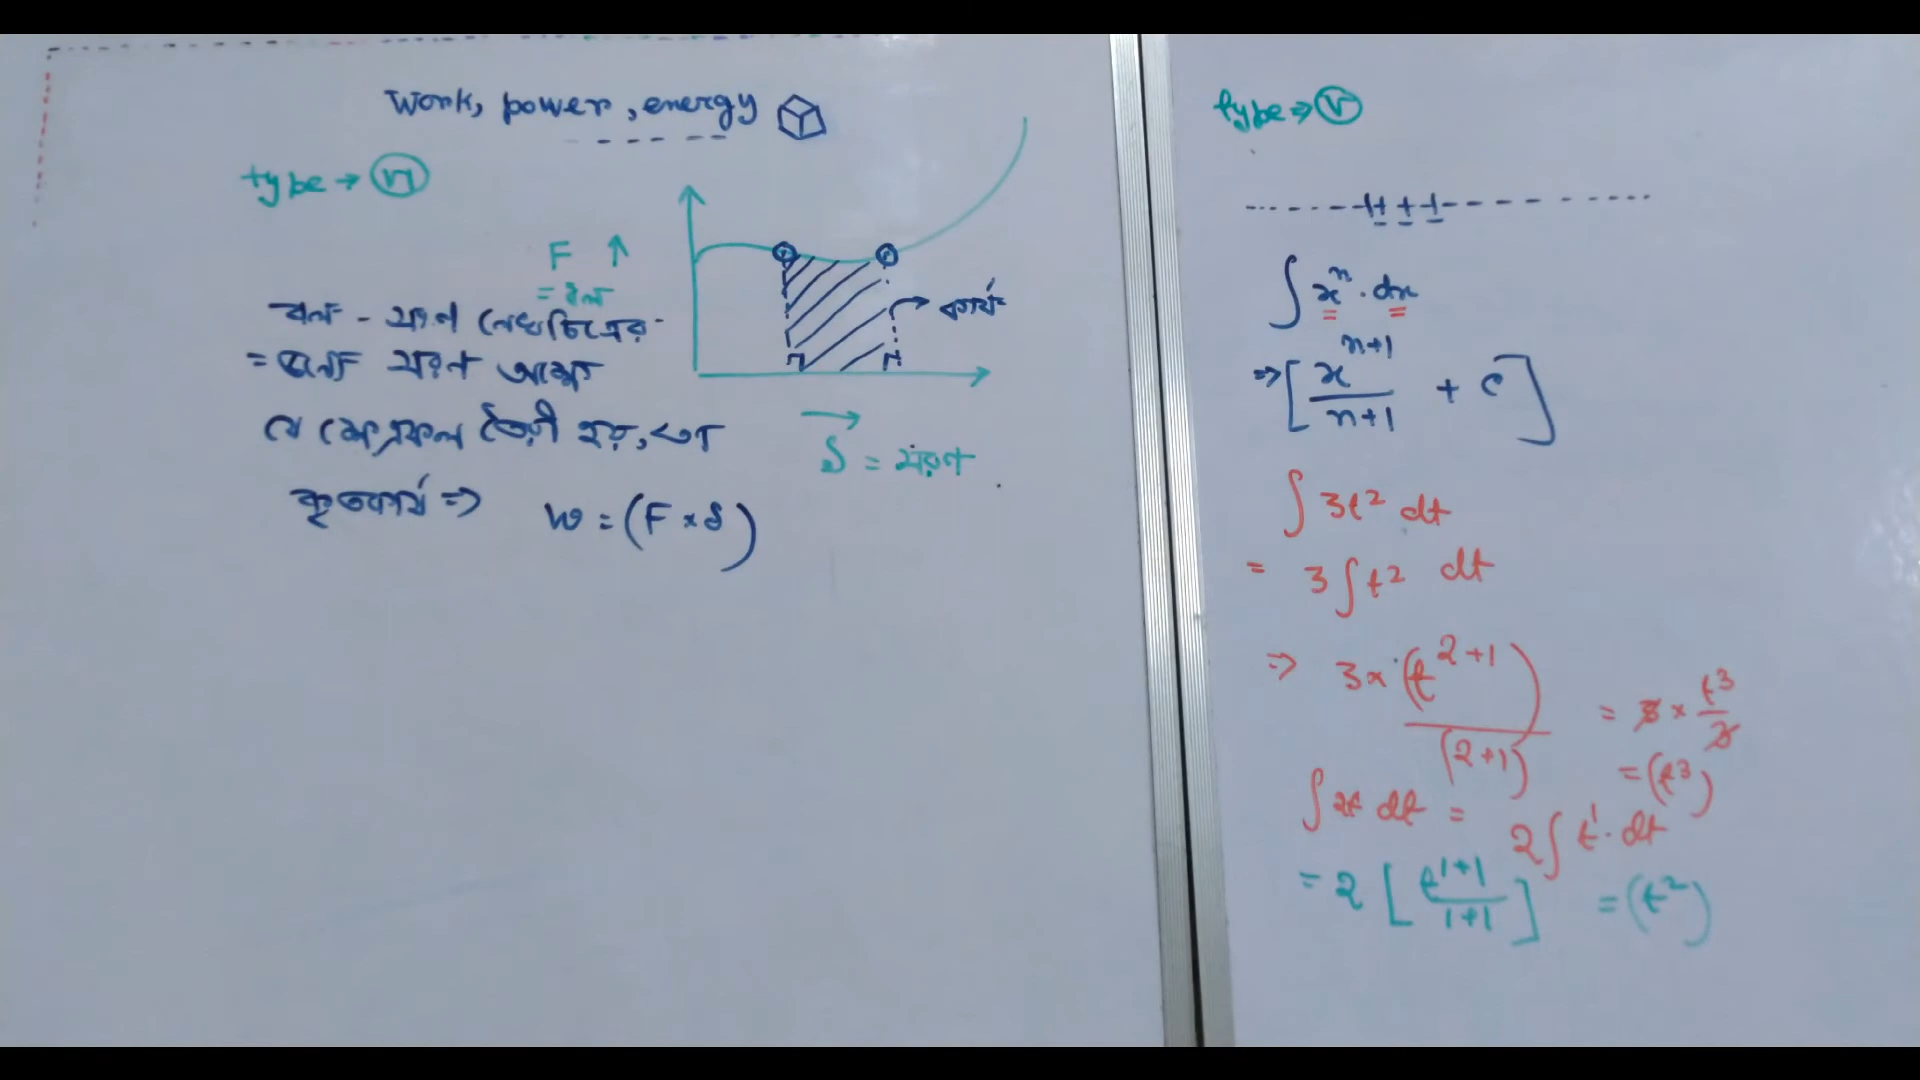 Work, power, energy
type → VI
F ↑
= বল
বল - সরণ লেখচিত্রের
= জন্যে সরণ অক্ষে
যে ক্ষেত্রফল তৈরী হয়, তা
কৃতকার্য => W = (F × S)
কার্য
S = সরণ
type => V
∫ x^n . dx
=> [x^(n+1)/(n+1) + c]
∫ 3t² dt
= 3 ∫ t² dt
=> 3 × (t^(2+1))/(2+1) = 3 × t³/3
= (t³)
∫ 2t dt = 2 ∫ t¹ . dt
= 2 [t^(1+1)/(1+1)] = (t²)